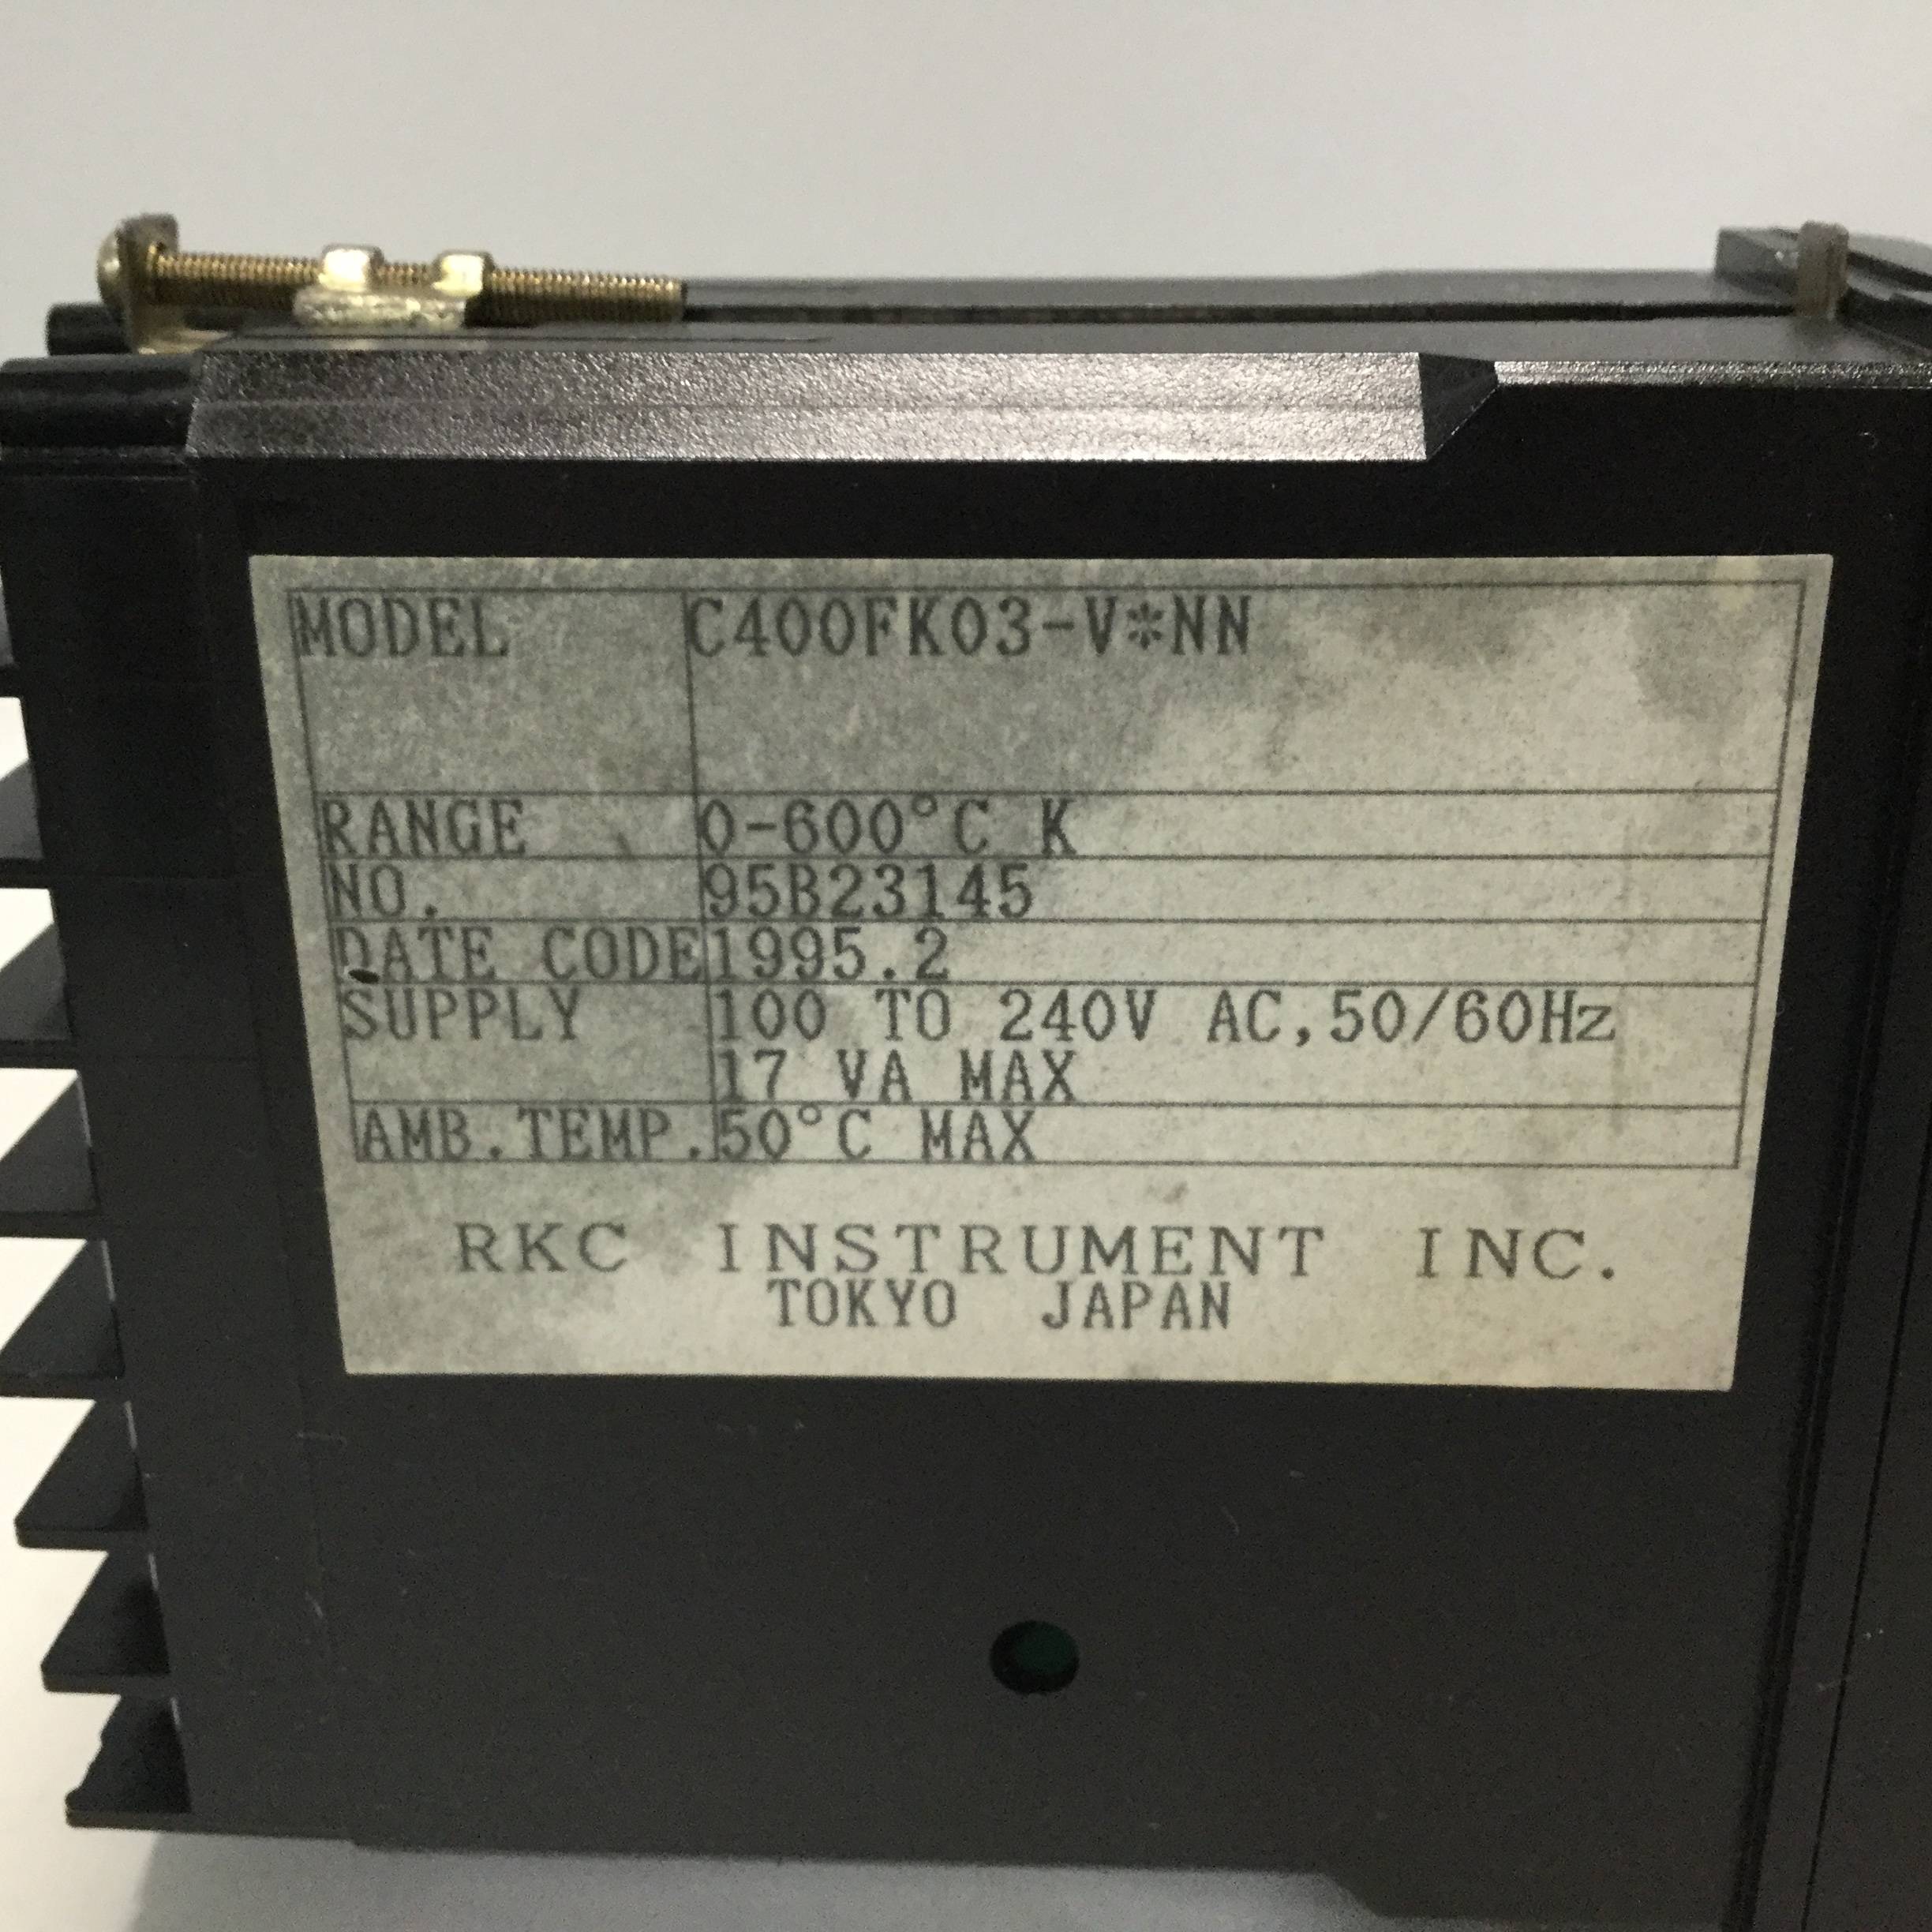 MODEL C400FK03-V*NN
RANGE 0-600°C K
NO. 95B23145
DATE CODE 1995.2
SUPPLY 100 TO 240V AC,50/60Hz
17 VA MAX
AMB.TEMP. 50°C MAX
RKC INSTRUMENT INC.
TOKYO JAPAN